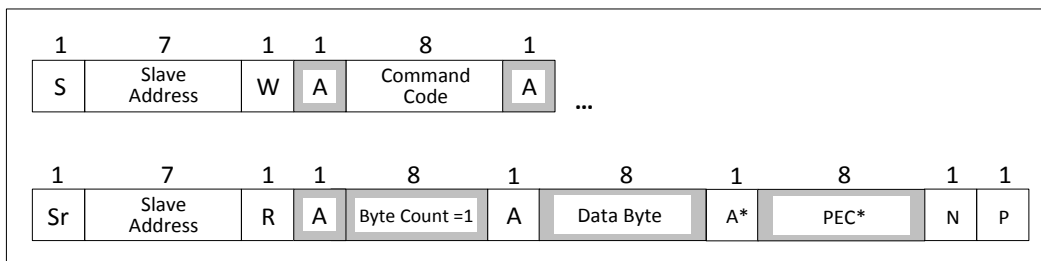 1 7 1 1 8 1
S Slave Address W A Command Code A ...
1 7 1 1 8 1 8 1 8 1 1
Sr Slave Address R A Byte Count =1 A Data Byte A* PEC* N P